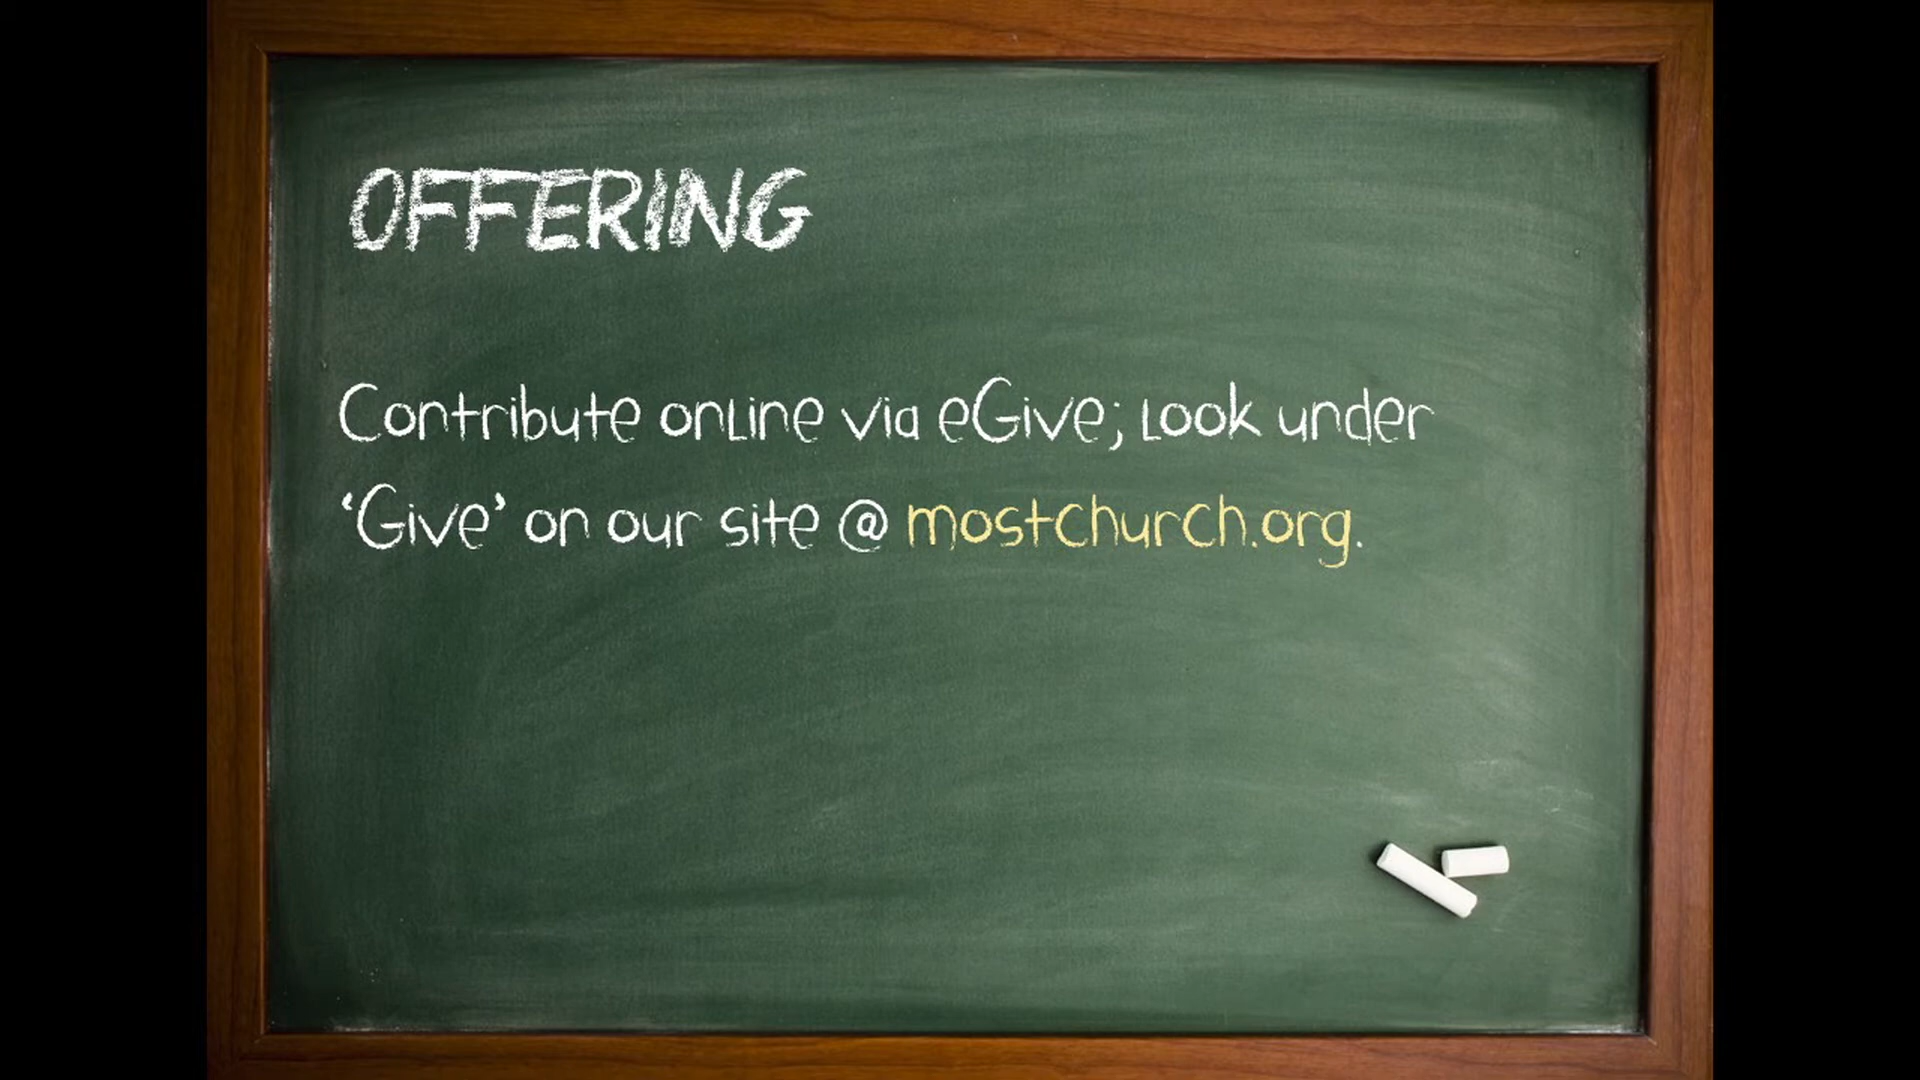 OFFERING
Contribute online via eGive; Look under
‘Give’ on our site @ mostchurch.org.